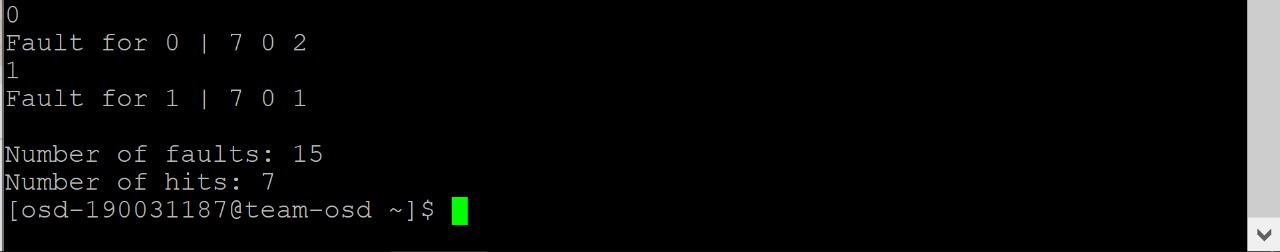 0
Fault for 0 | 7 0 2
1
Fault for 1 | 7 0 1
Number of faults: 15
Number of hits: 7
[osd-190031187@team-osd ~]$